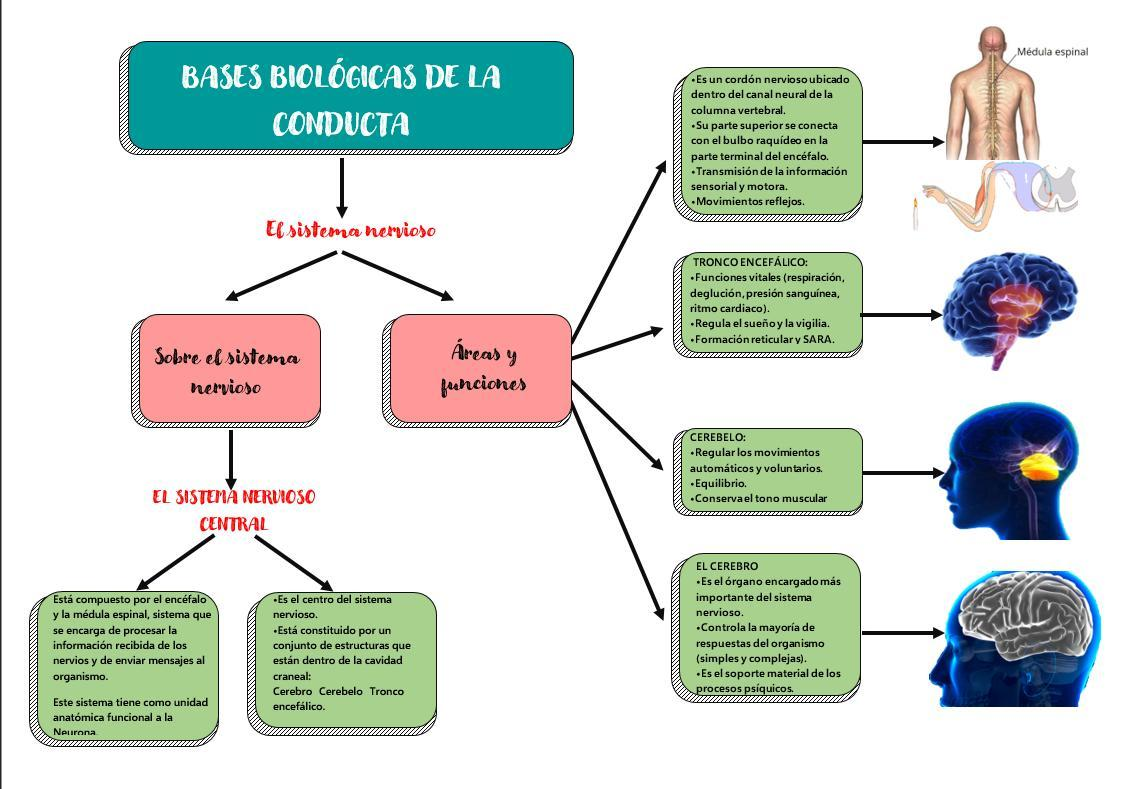 BASES BIOLÓGICAS DE LA
CONDUCTA
El sistema nervioso
Sobre el sistema
nervioso
Áreas y
funciones
EL SISTEMA NERVIOSO
CENTRAL
Está compuesto por el encéfalo
y la médula espinal, sistema que
se encarga de procesar la
información recibida de los
nervios y de enviar mensajes al
organismo.
Este sistema tiene como unidad
anatómica funcional a la
Neurona.
•Es el centro del sistema
nervioso.
•Está constituido por un
conjunto de estructuras que
están dentro de la cavidad
craneal:
Cerebro Cerebelo Tronco
encefálico.
•Es un cordón nervioso ubicado
dentro del canal neural de la
columna vertebral.
•Su parte superior se conecta
con el bulbo raquídeo en la
parte terminal del encéfalo.
•Transmisión de la información
sensorial y motora.
•Movimientos reflejos.
Médula espinal
TRONCO ENCEFÁLICO:
•Funciones vitales (respiración,
deglución, presión sanguínea,
ritmo cardiaco).
•Regula el sueño y la vigilia.
•Formación reticular y SARA.
CEREBELO:
•Regular los movimientos
automáticos y voluntarios.
•Equilibrio.
•Conserva el tono muscular
EL CEREBRO
•Es el órgano encargado más
importante del sistema
nervioso.
•Controla la mayoría de
respuestas del organismo
(simples y complejas).
•Es el soporte material de los
procesos psíquicos.